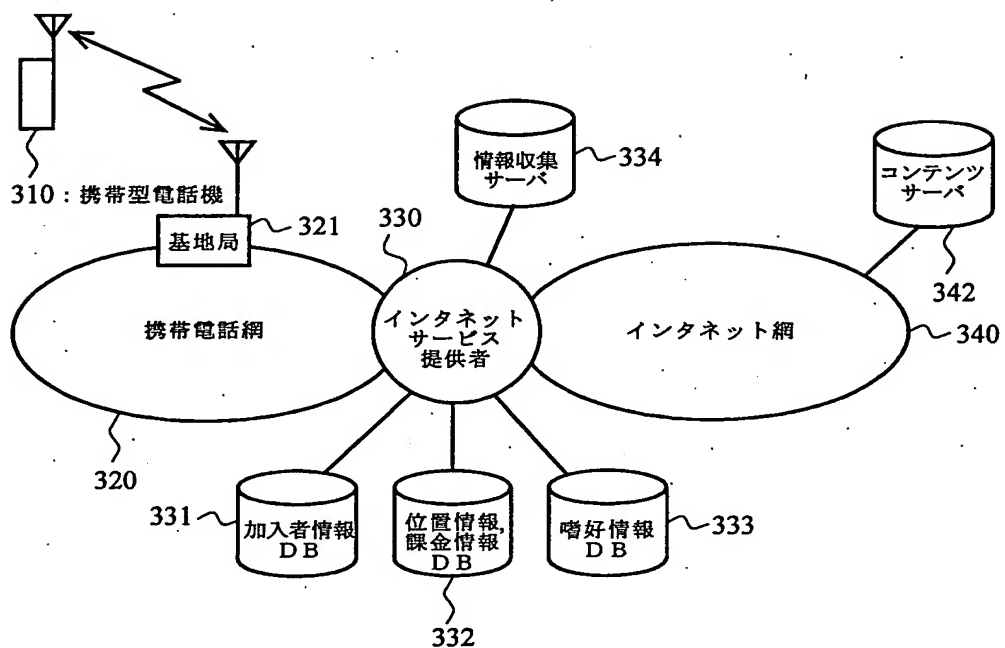 310:携帯型電話機
基地局
321
330
情報収集
サーバ
334
コンテンツ
サーバ
342
携帯電話網
インタネット
サービス
提供者
インタネット網
340
320
331
加入者情報
DB
位置情報,
課金情報
DB
332
嗜好情報
DB
333